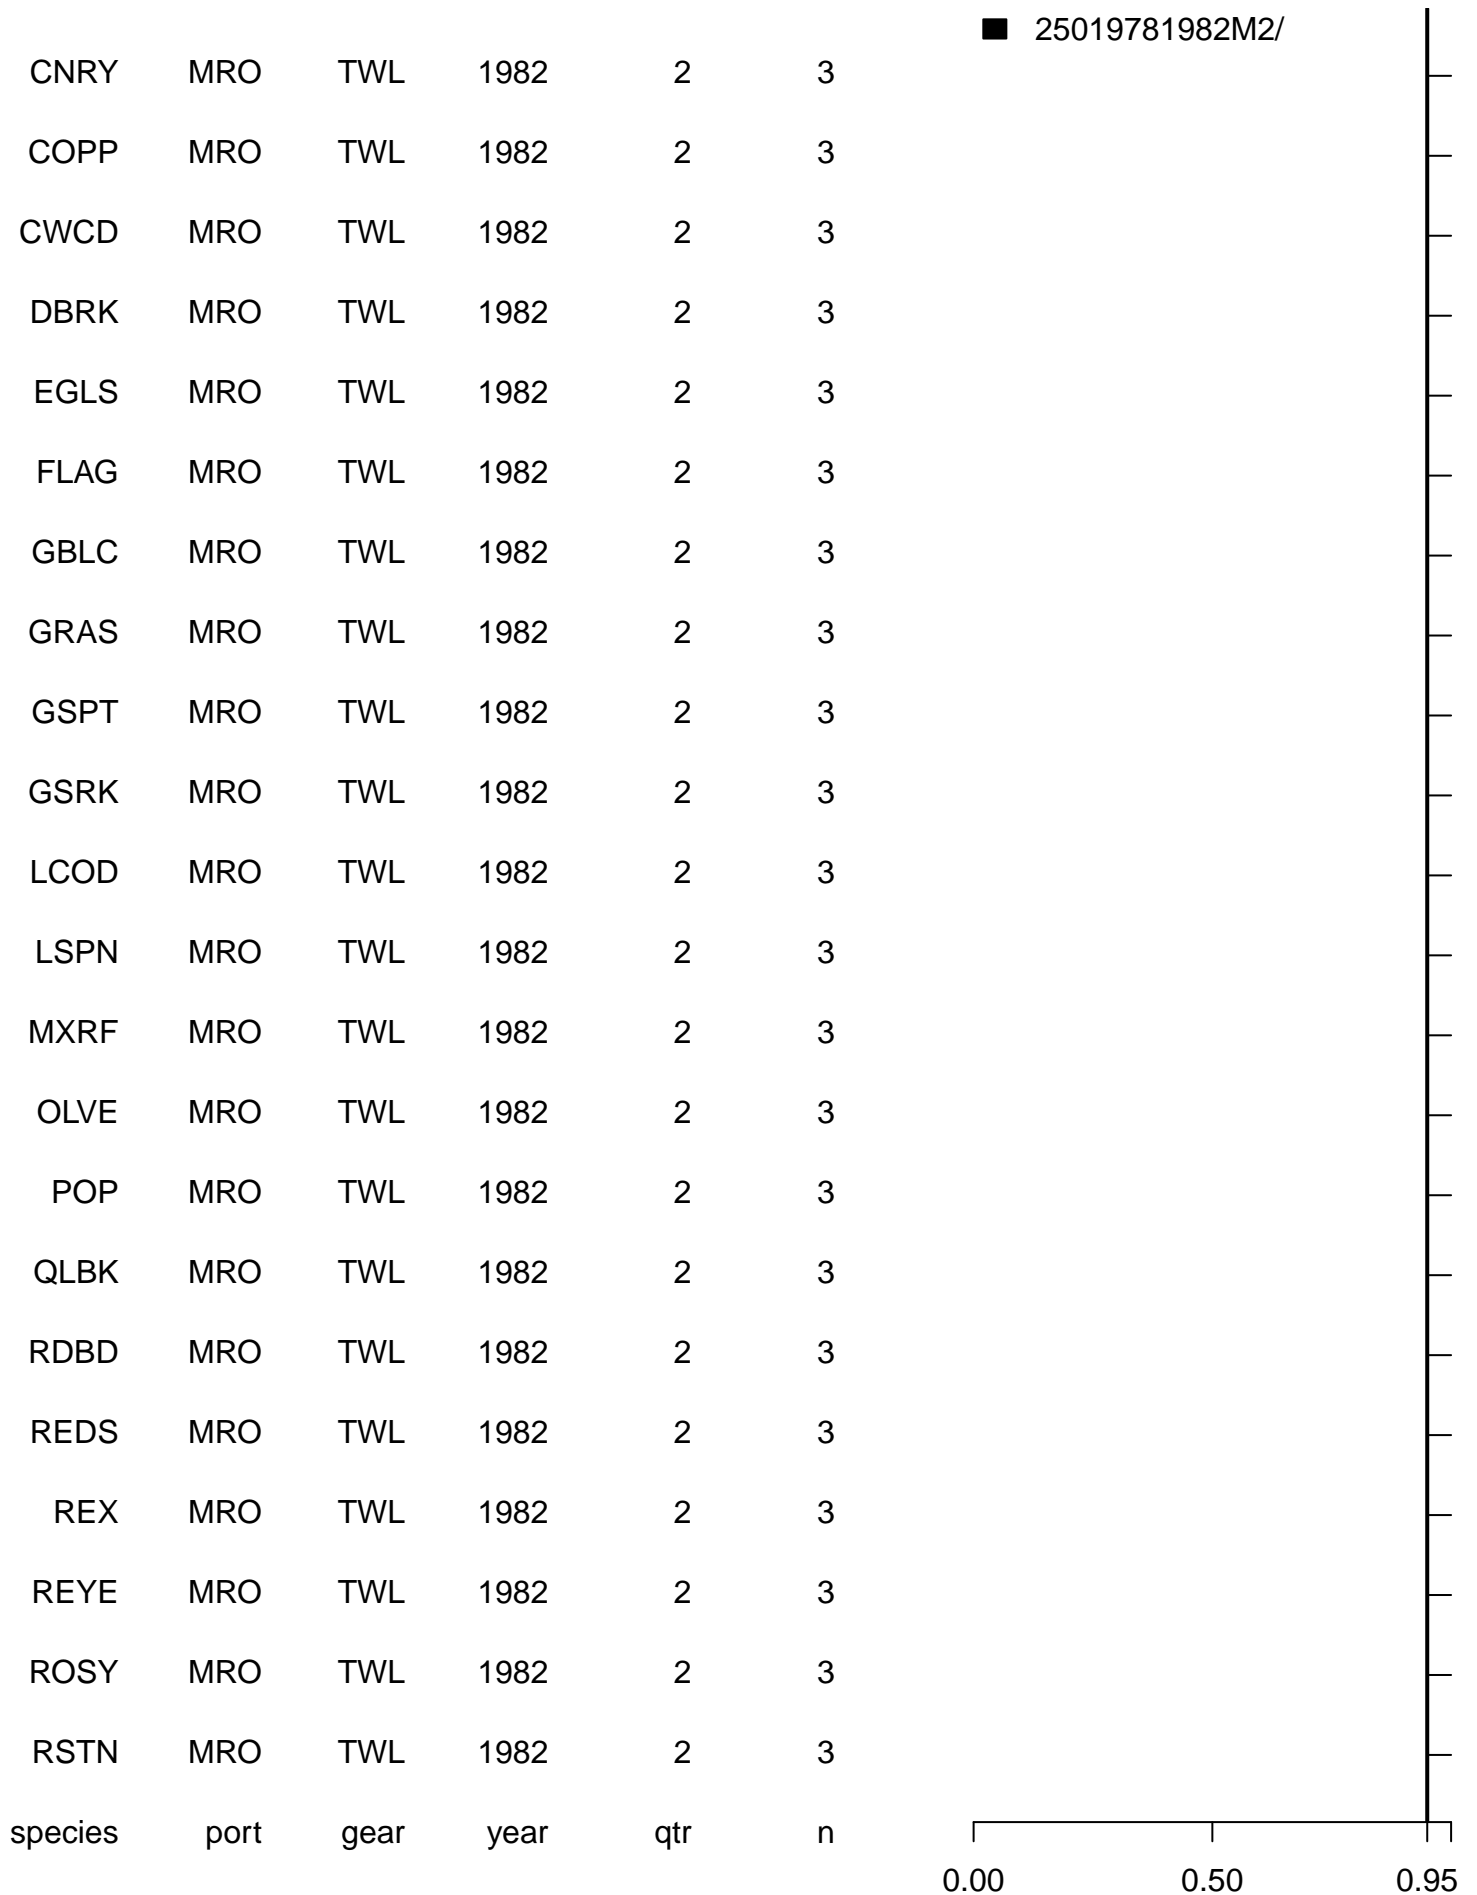 25019781982M2/
CNRY MRO TWL 1982 2 3
COPP MRO TWL 1982 2 3
CWCD MRO TWL 1982 2 3
DBRK MRO TWL 1982 2 3
EGLS MRO TWL 1982 2 3
FLAG MRO TWL 1982 2 3
GBLC MRO TWL 1982 2 3
GRAS MRO TWL 1982 2 3
GSPT MRO TWL 1982 2 3
GSRK MRO TWL 1982 2 3
LCOD MRO TWL 1982 2 3
LSPN MRO TWL 1982 2 3
MXRF MRO TWL 1982 2 3
OLVE MRO TWL 1982 2 3
POP MRO TWL 1982 2 3
QLBK MRO TWL 1982 2 3
RDBD MRO TWL 1982 2 3
REDS MRO TWL 1982 2 3
REX MRO TWL 1982 2 3
REYE MRO TWL 1982 2 3
ROSY MRO TWL 1982 2 3
RSTN MRO TWL 1982 2 3
species port gear year qtr n
0.00 0.50 0.95